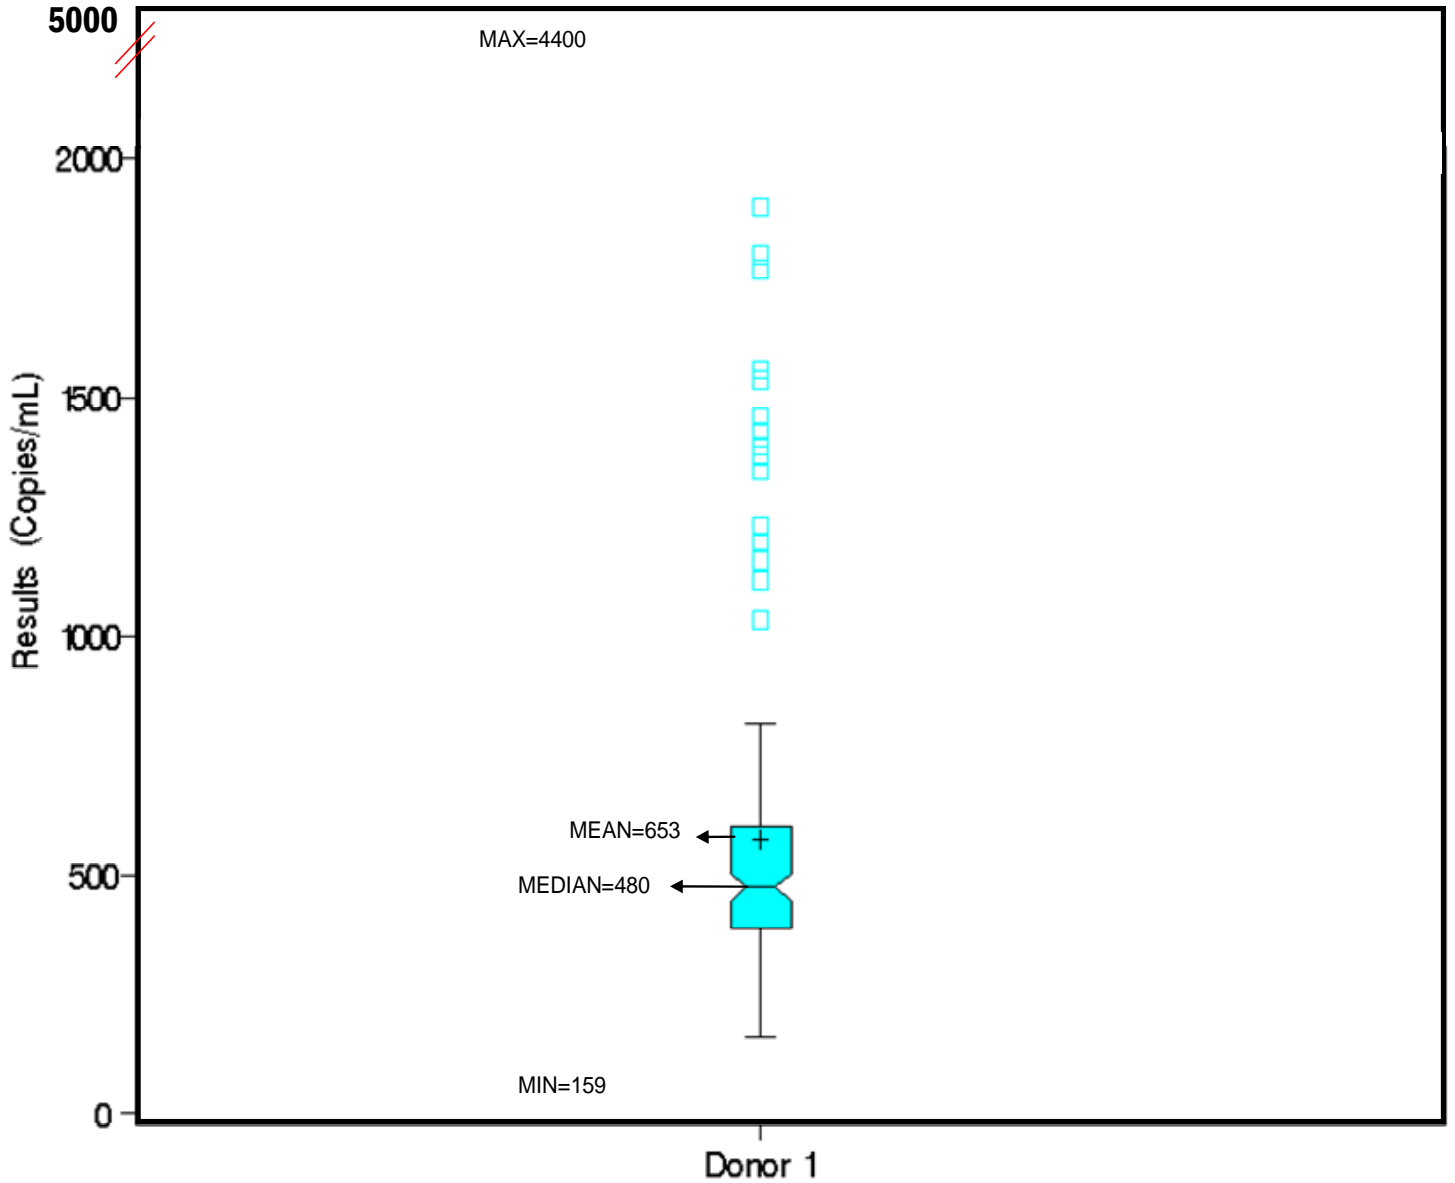 5000
MAX=4400
2000
1500
Results (Copies/mL)
1000
MEAN=653
500
MEDIAN=480
MIN=159
0
Donor 1